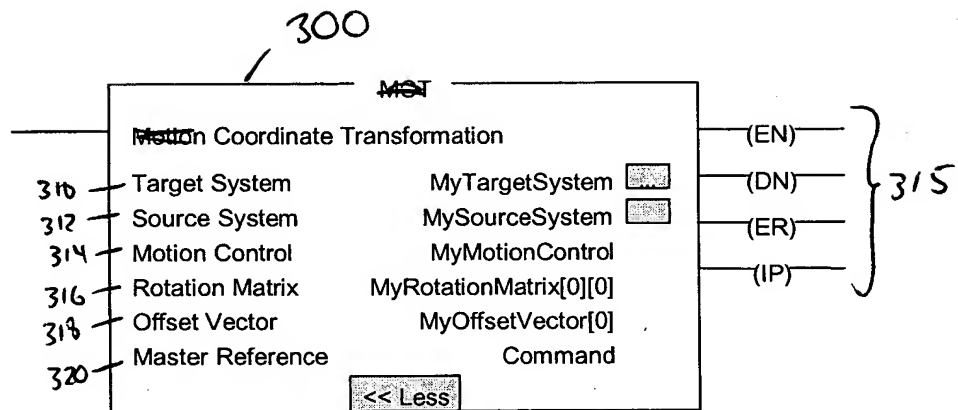 300
MCT
Motion Coordinate Transformation
310 Target System MyTargetSystem ...
312 Source System MySourceSystem
314 Motion Control MyMotionControl
316 Rotation Matrix MyRotationMatrix[0][0]
318 Offset Vector MyOffsetVector[0]
320 Master Reference Command
<< Less
(EN)
(DN)
(ER)
(IP)
315